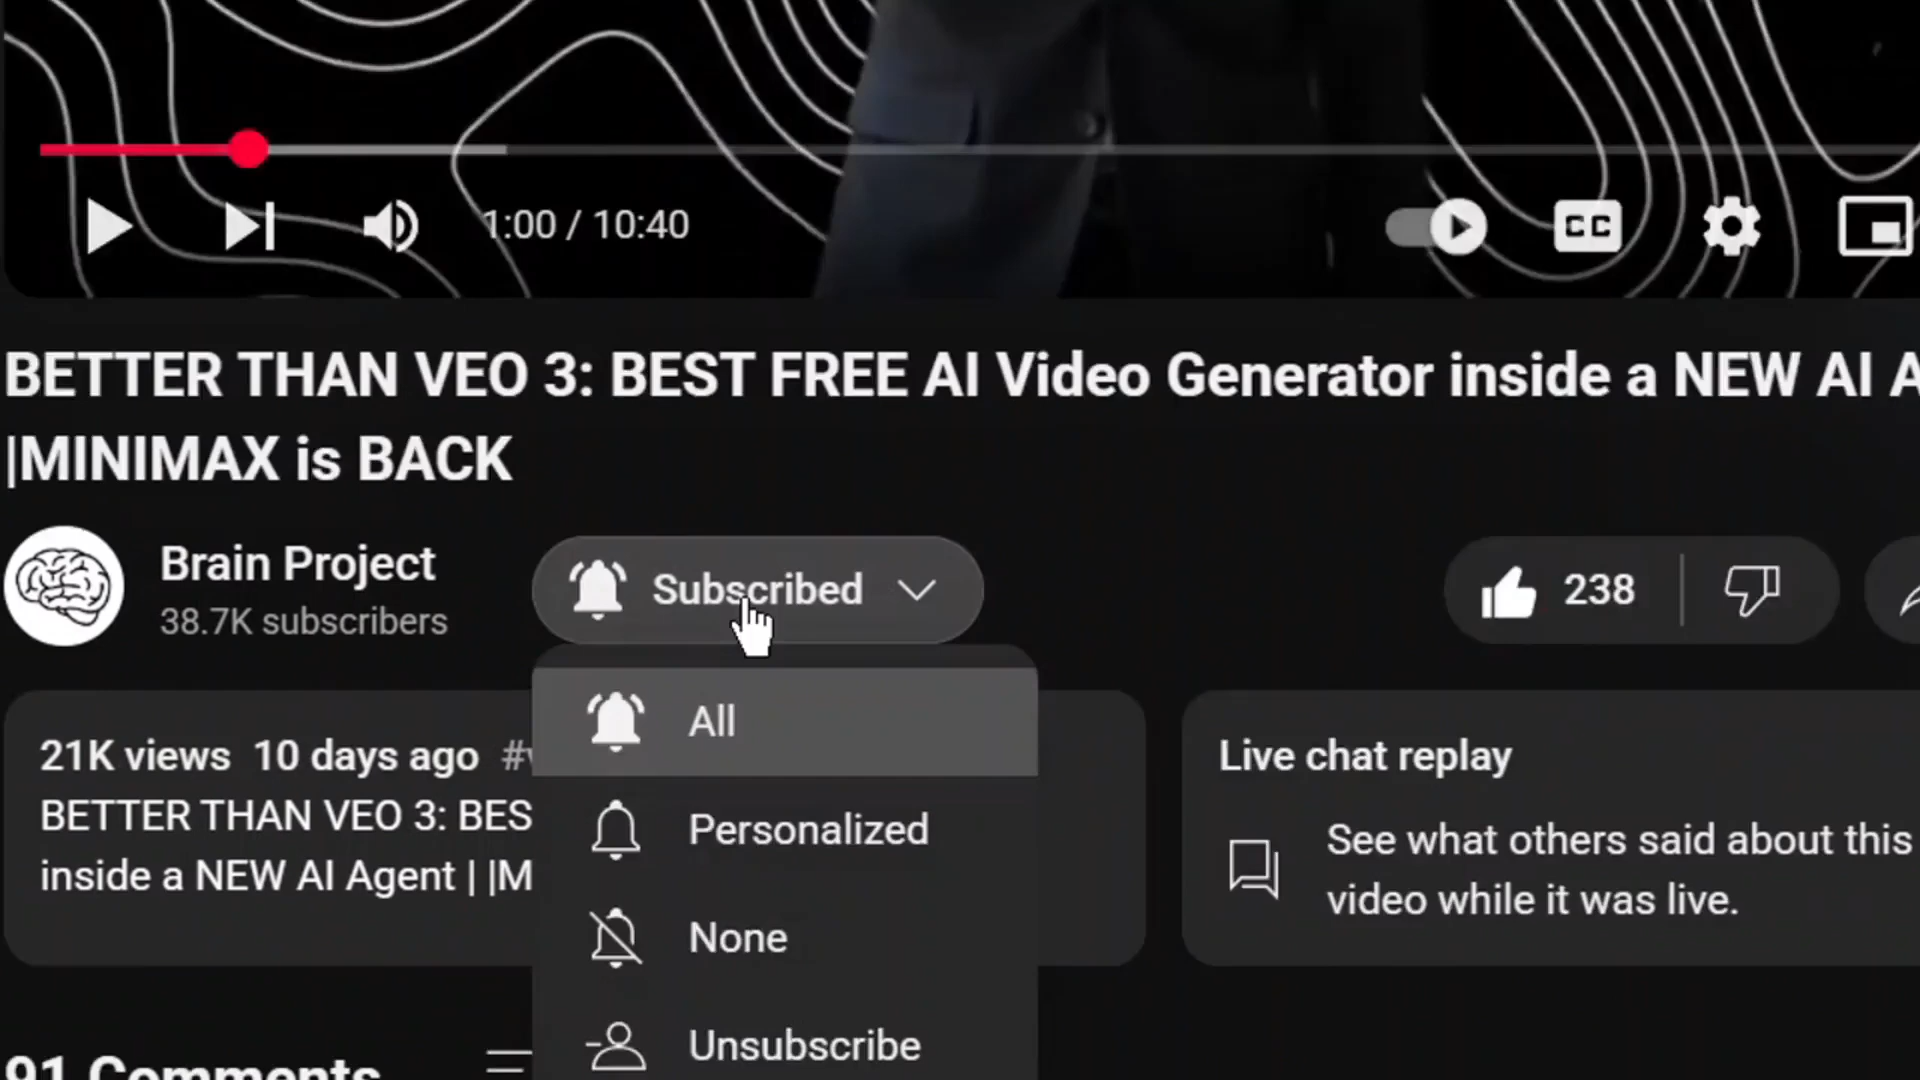 1:00 / 10:40
CC
BETTER THAN VEO 3: BEST FREE AI Video Generator inside a NEW AI
|MINIMAX is BACK
Brain Project
38.7K subscribers
Subscribed
238
All
Personalized
None
Unsubscribe
21K views 10 days ago
BETTER THAN VEO 3: BES
inside a NEW AI Agent | |M
Live chat replay
See what others said about this
video while it was live.
91 Comments